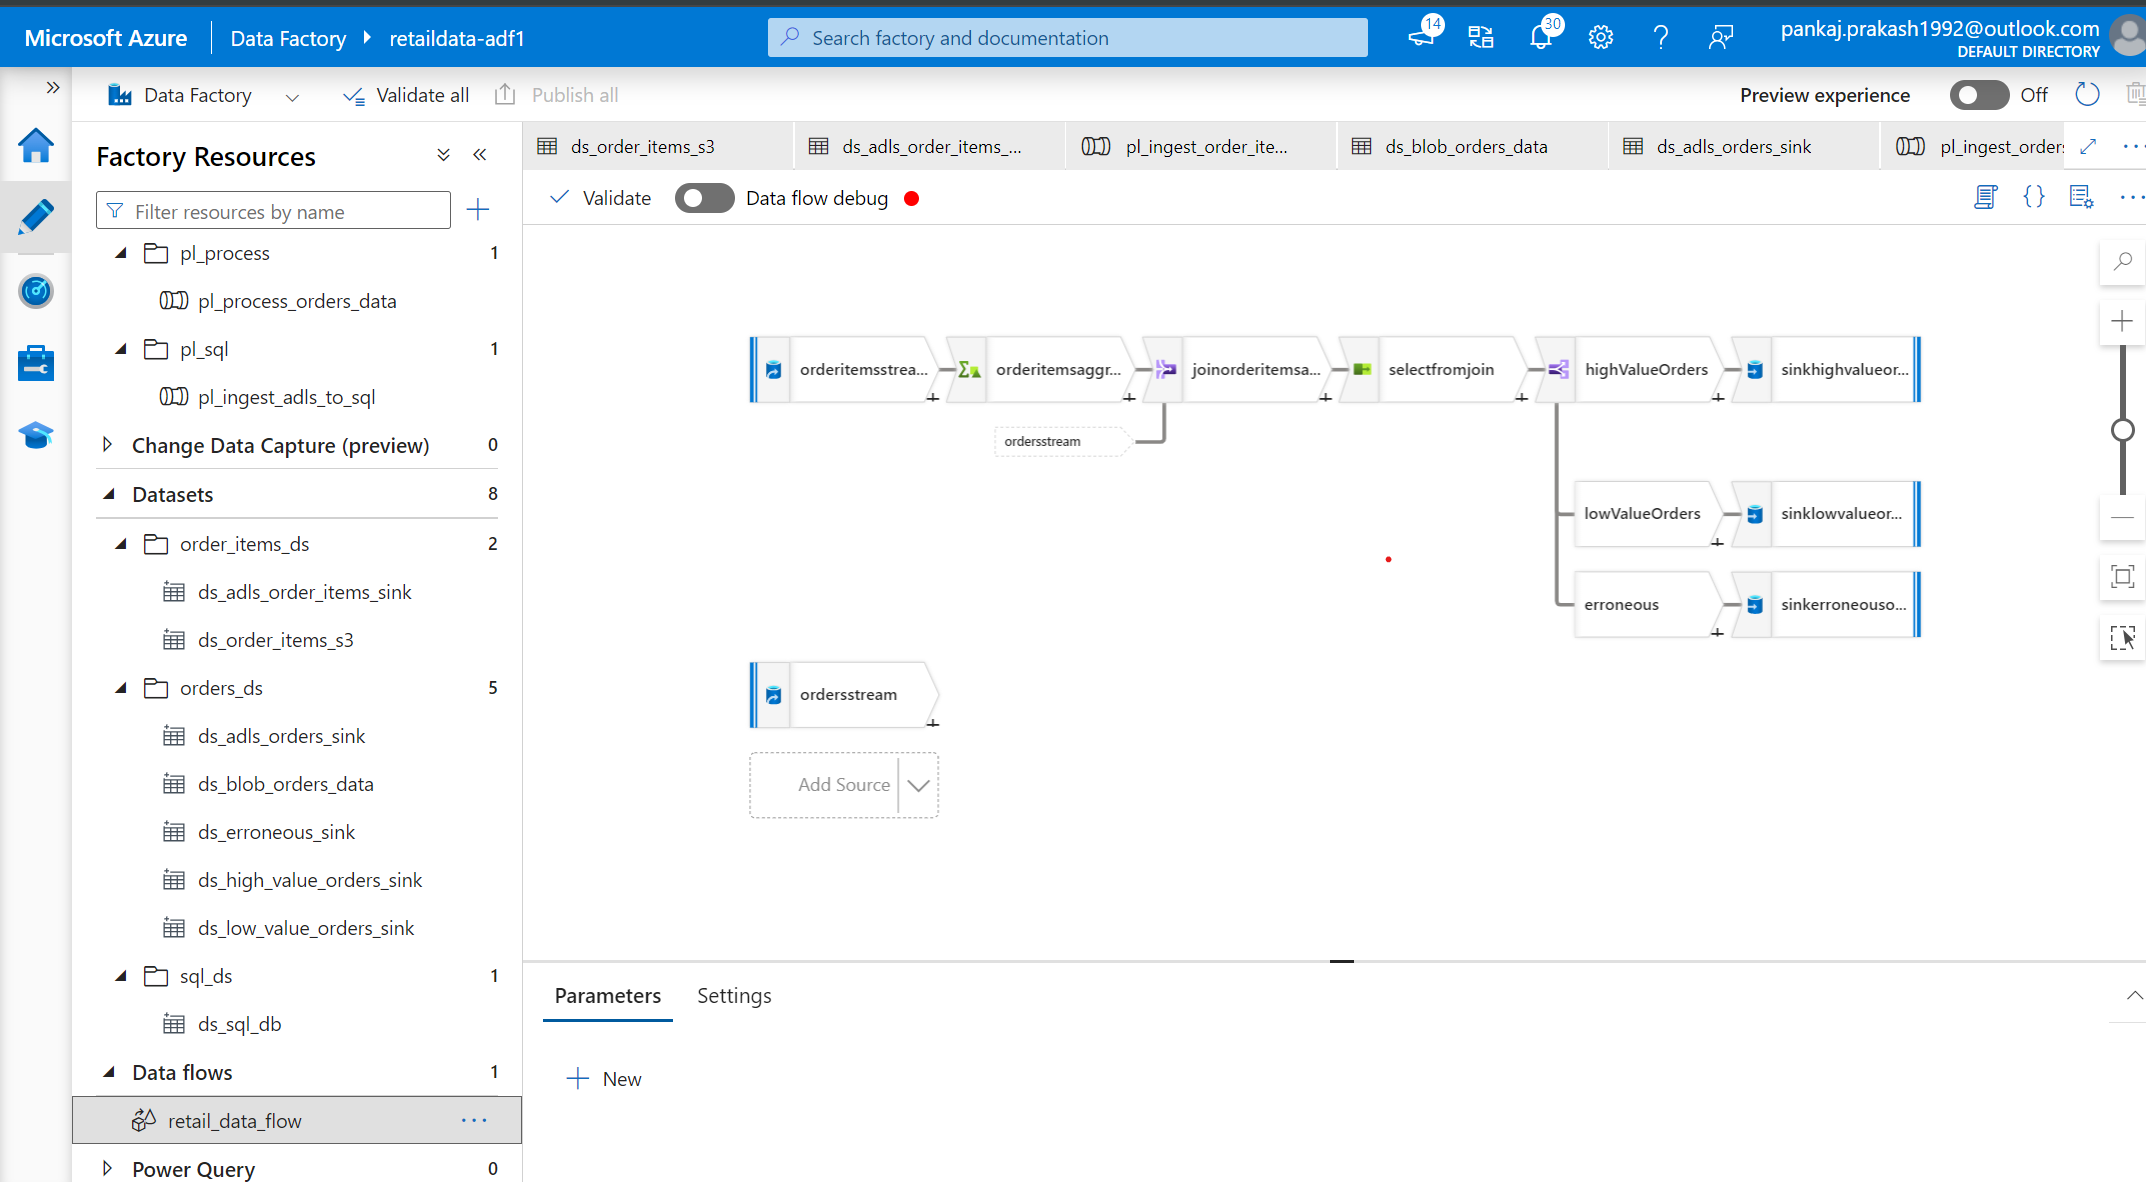 Microsoft Azure
Data Factory
retaildata-adf1
Search factory and documentation
14
30
pankaj.prakash1992@outlook.com
DEFAULT DIRECTORY
Data Factory
Validate all
Publish all
Preview experience
Off
Factory Resources
Filter resources by name
pl_process 1
pl_process_orders_data
pl_sql 1
pl_ingest_adls_to_sql
Change Data Capture (preview) 0
Datasets 8
order_items_ds 2
ds_adls_order_items_sink
ds_order_items_s3
orders_ds 5
ds_adls_orders_sink
ds_blob_orders_data
ds_erroneous_sink
ds_high_value_orders_sink
ds_low_value_orders_sink
sql_ds 1
ds_sql_db
Data flows 1
retail_data_flow
Power Query 0
ds_order_items_s3
ds_adls_order_items_...
pl_ingest_order_ite...
ds_blob_orders_data
ds_adls_orders_sink
pl_ingest_orders
Validate
Data flow debug
orderitemsstrea...
orderitemsaggr...
joinorderitemsa...
selectfromjoin
highValueOrders
sinkhighvalueor...
ordersstream
lowValueOrders
sinklowvalueor...
erroneous
sinkerroneouso...
ordersstream
Add Source
Parameters
Settings
New